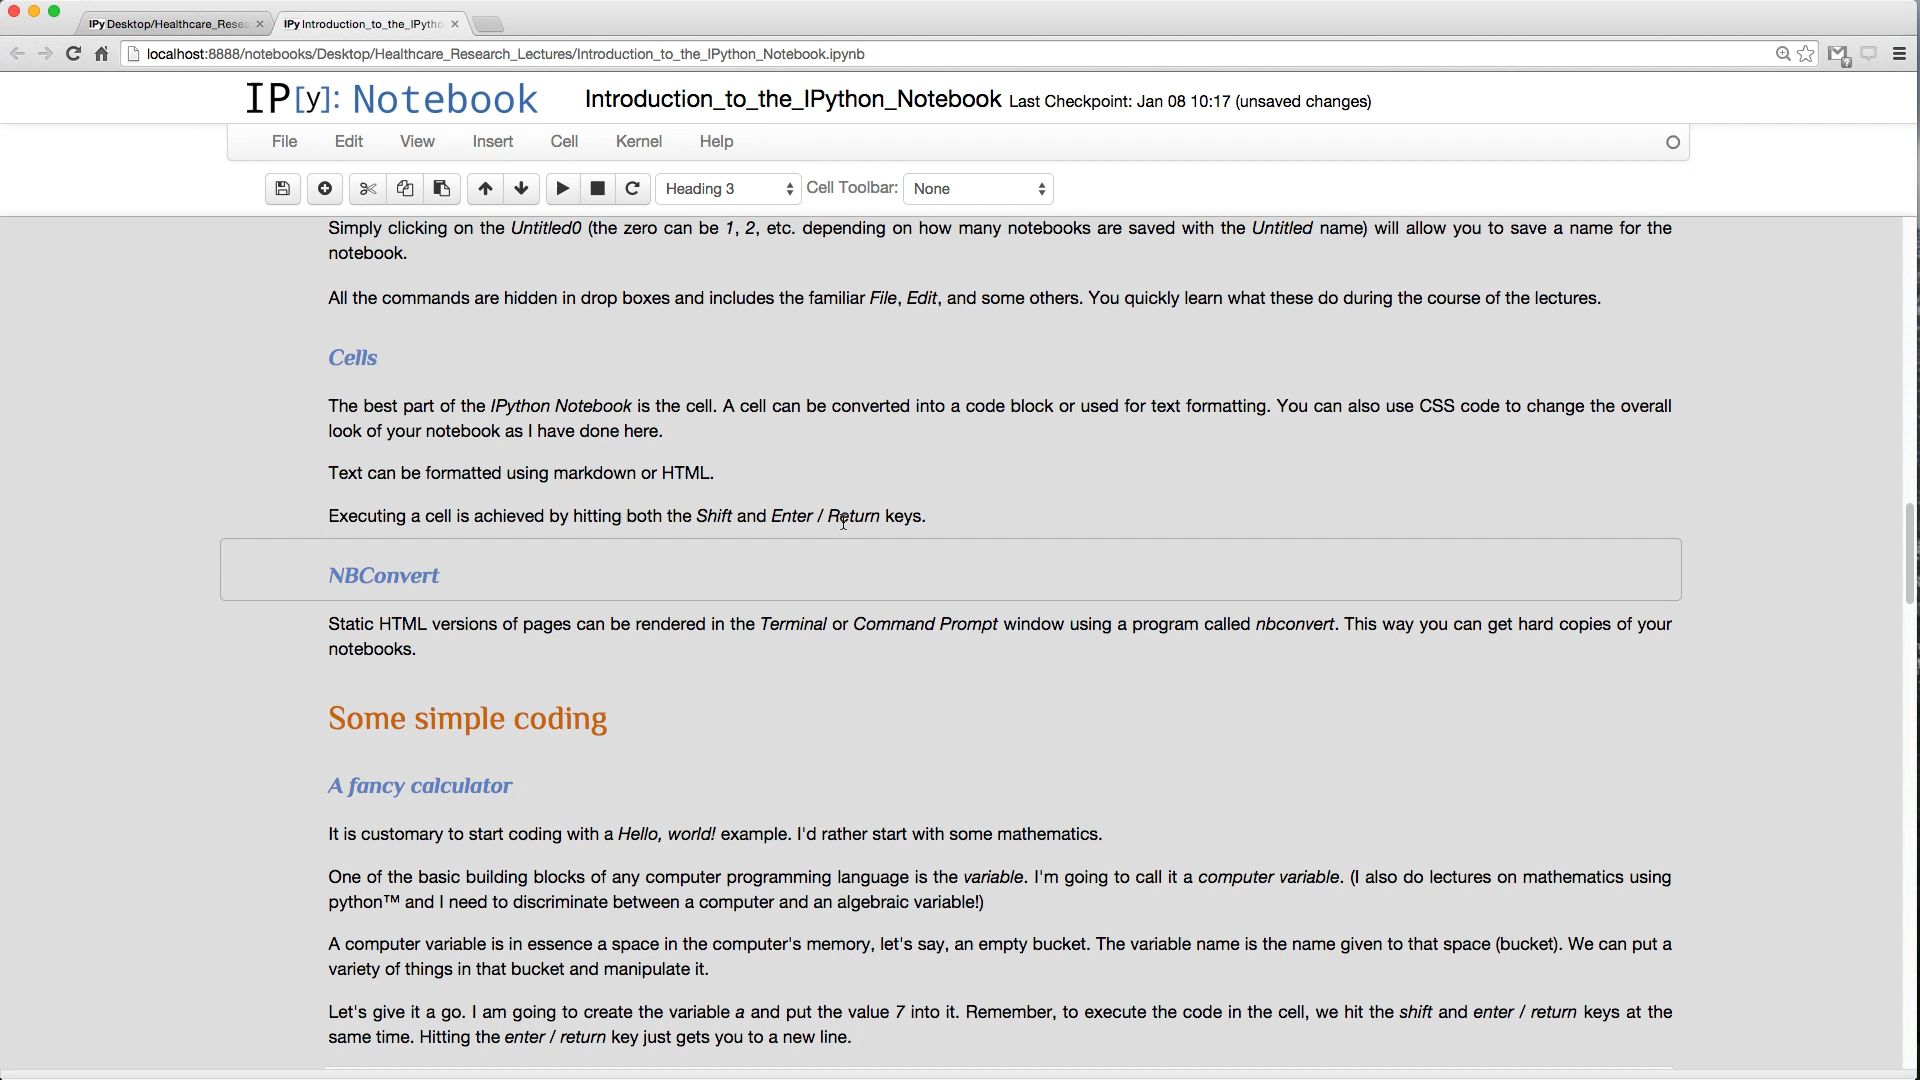 IPy Desktop/Healthcare_Resea
IPy Introduction_to_the_IPytho
localhost:8888/notebooks/Desktop/Healthcare_Research_Lectures/Introduction_to_the_IPython_Notebook.ipynb
IP[y]: Notebook Introduction_to_the_IPython_Notebook Last Checkpoint: Jan 08 10:17 (unsaved changes)
File Edit View Insert Cell Kernel Help
Heading 3 Cell Toolbar: None
Simply clicking on the Untitled0 (the zero can be 1, 2, etc. depending on how many notebooks are saved with the Untitled name) will allow you to save a name for the
notebook.
All the commands are hidden in drop boxes and includes the familiar File, Edit, and some others. You quickly learn what these do during the course of the lectures.
Cells
The best part of the IPython Notebook is the cell. A cell can be converted into a code block or used for text formatting. You can also use CSS code to change the overall
look of your notebook as I have done here.
Text can be formatted using markdown or HTML.
Executing a cell is achieved by hitting both the Shift and Enter / Return keys.
NBConvert
Static HTML versions of pages can be rendered in the Terminal or Command Prompt window using a program called nbconvert. This way you can get hard copies of your
notebooks.
Some simple coding
A fancy calculator
It is customary to start coding with a Hello, world! example. I'd rather start with some mathematics.
One of the basic building blocks of any computer programming language is the variable. I'm going to call it a computer variable. (I also do lectures on mathematics using
python™ and I need to discriminate between a computer and an algebraic variable!)
A computer variable is in essence a space in the computer's memory, let's say, an empty bucket. The variable name is the name given to that space (bucket). We can put a
variety of things in that bucket and manipulate it.
Let's give it a go. I am going to create the variable a and put the value 7 into it. Remember, to execute the code in the cell, we hit the shift and enter / return keys at the
same time. Hitting the enter / return key just gets you to a new line.